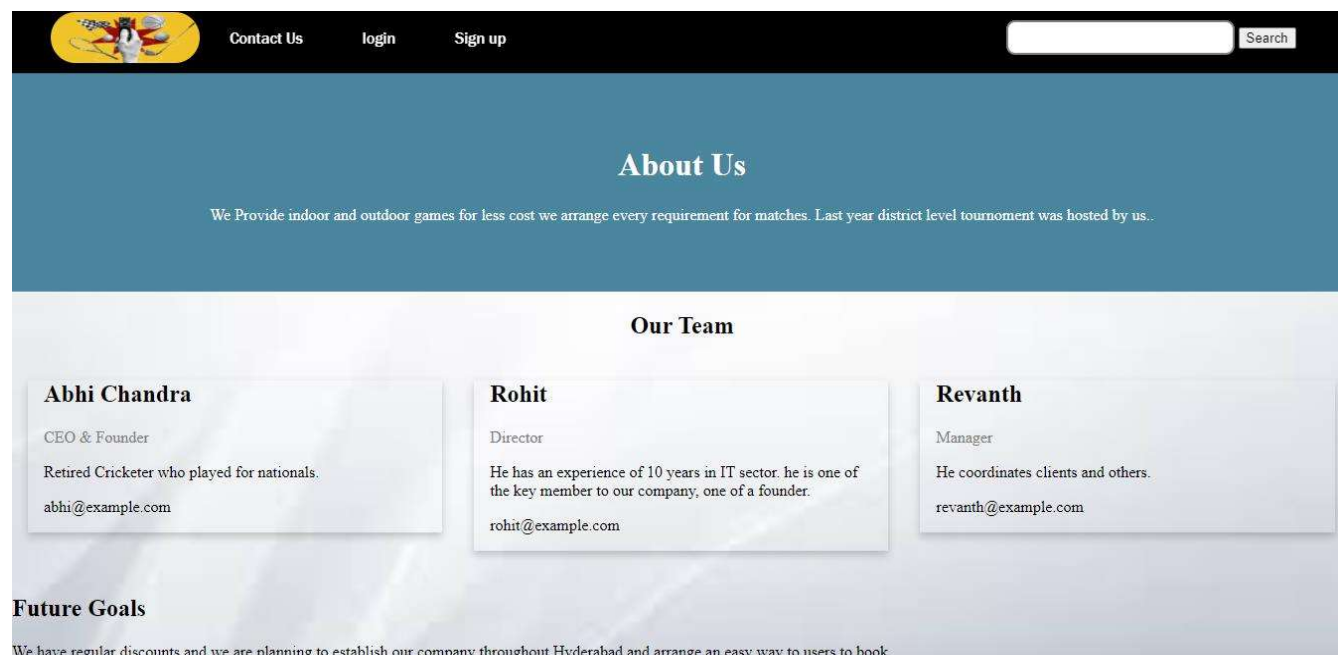 Contact Us login Sign up Search
About Us
We Provide indoor and outdoor games for less cost we arrange every requirement for matches. Last year district level tournoment was hosted by us..
Our Team
Abhi Chandra
CEO & Founder
Retired Cricketer who played for nationals.
abhi@example.com
Rohit
Director
He has an experience of 10 years in IT sector. he is one of
the key member to our company, one of a founder.
rohit@example.com
Revanth
Manager
He coordinates clients and others.
revanth@example.com
Future Goals
We have regular discounts and we are planning to establish our company throughout Hyderabad and arrange an easy way to users to book